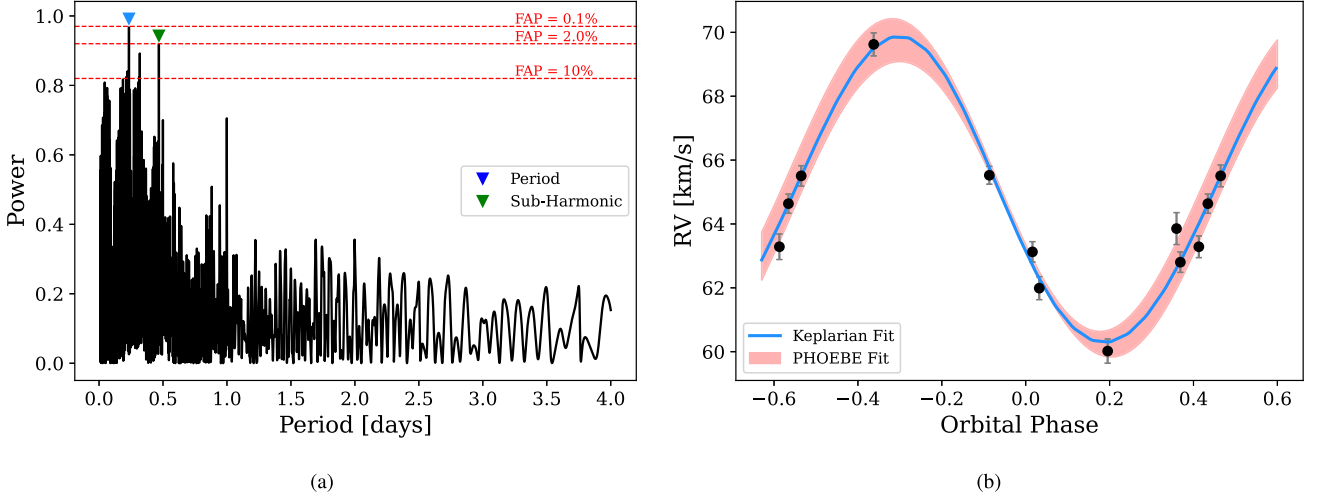 FAP = 0.1%
FAP = 2.0%
FAP = 10%
Period
Sub-Harmonic
Power
1.0
0.8
0.6
0.4
0.2
0.0
0.0 0.5 1.0 1.5 2.0 2.5 3.0 3.5 4.0
Period [days]
(a)
RV [km/s]
70
68
66
64
62
60
Keplarian Fit
PHOEBE Fit
−0.6 −0.4 −0.2 0.0 0.2 0.4 0.6
Orbital Phase
(b)